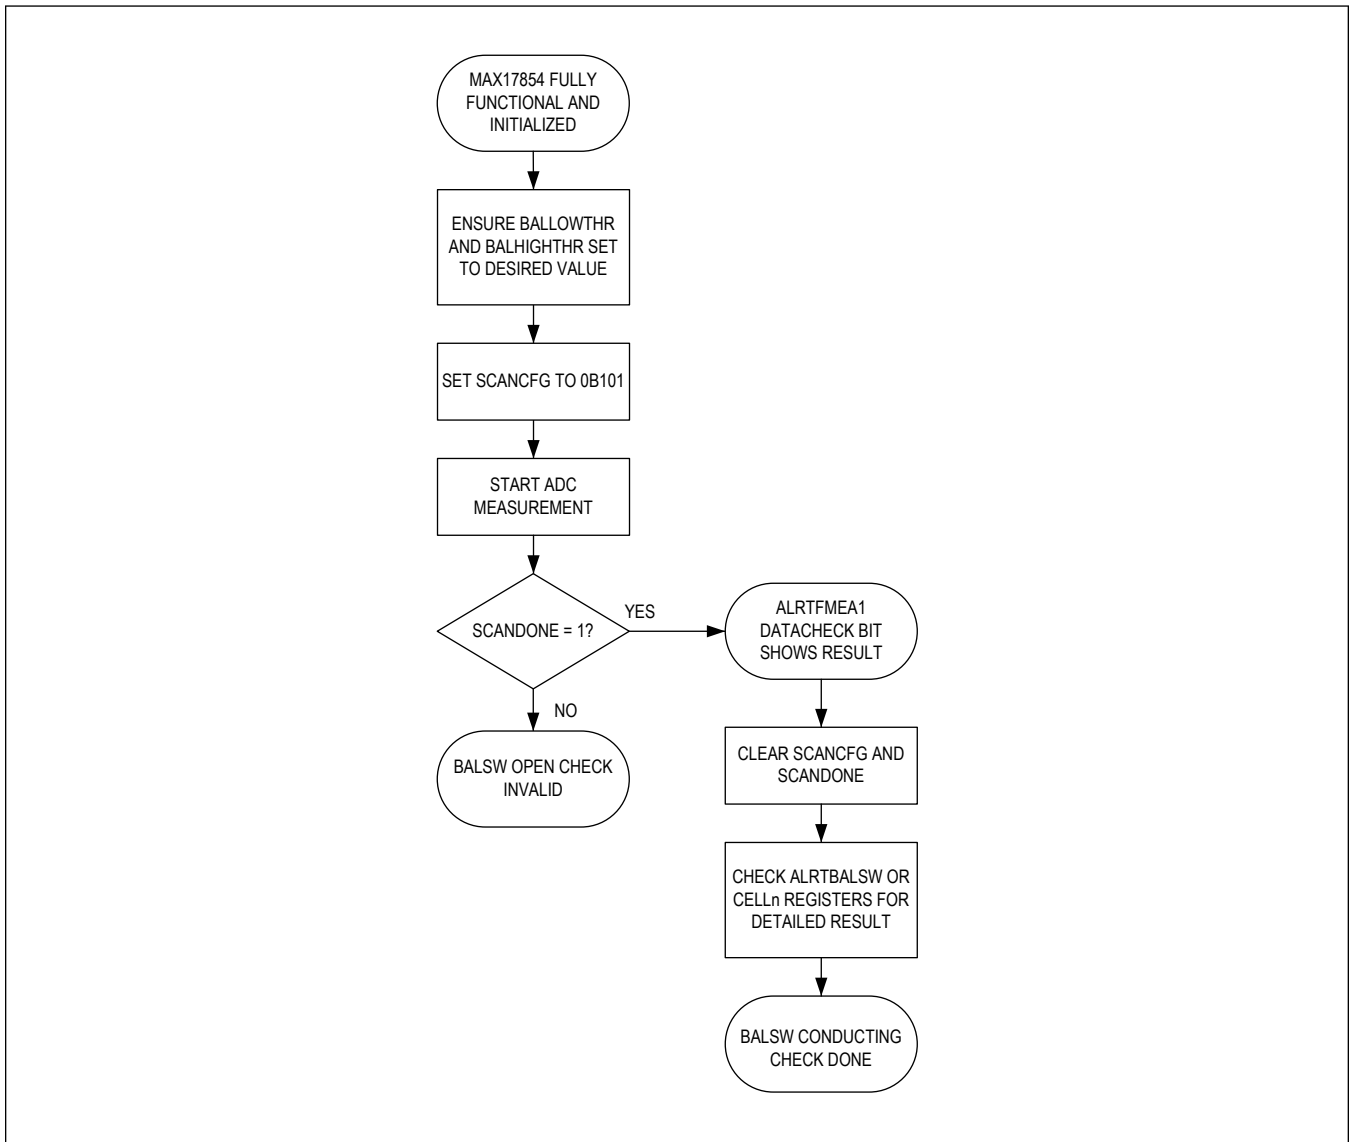 MAX17854 FULLY
FUNCTIONAL AND
INITIALIZED
ENSURE BALLOWTHR
AND BALHIGHTHR SET
TO DESIRED VALUE
SET SCANCFG TO 0B101
START ADC
MEASUREMENT
SCANDONE = 1?
YES
ALRTFMEA1
DATACHECK BIT
SHOWS RESULT
NO
BALSW OPEN CHECK
INVALID
CLEAR SCANCFG AND
SCANDONE
CHECK ALRTBALSW OR
CELLn REGISTERS FOR
DETAILED RESULT
BALSW CONDUCTING
CHECK DONE